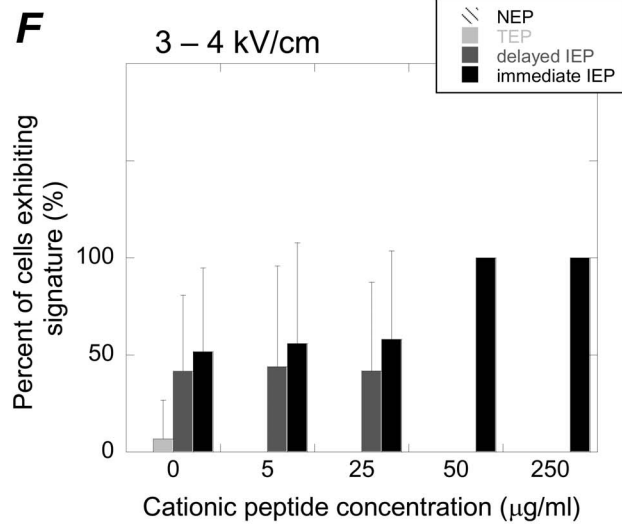 F
3 – 4 kV/cm
NEP
TEP
delayed IEP
immediate IEP
Percent of cells exhibiting
signature (%)
100
50
0
0 5 25 50 250
Cationic peptide concentration (μg/ml)